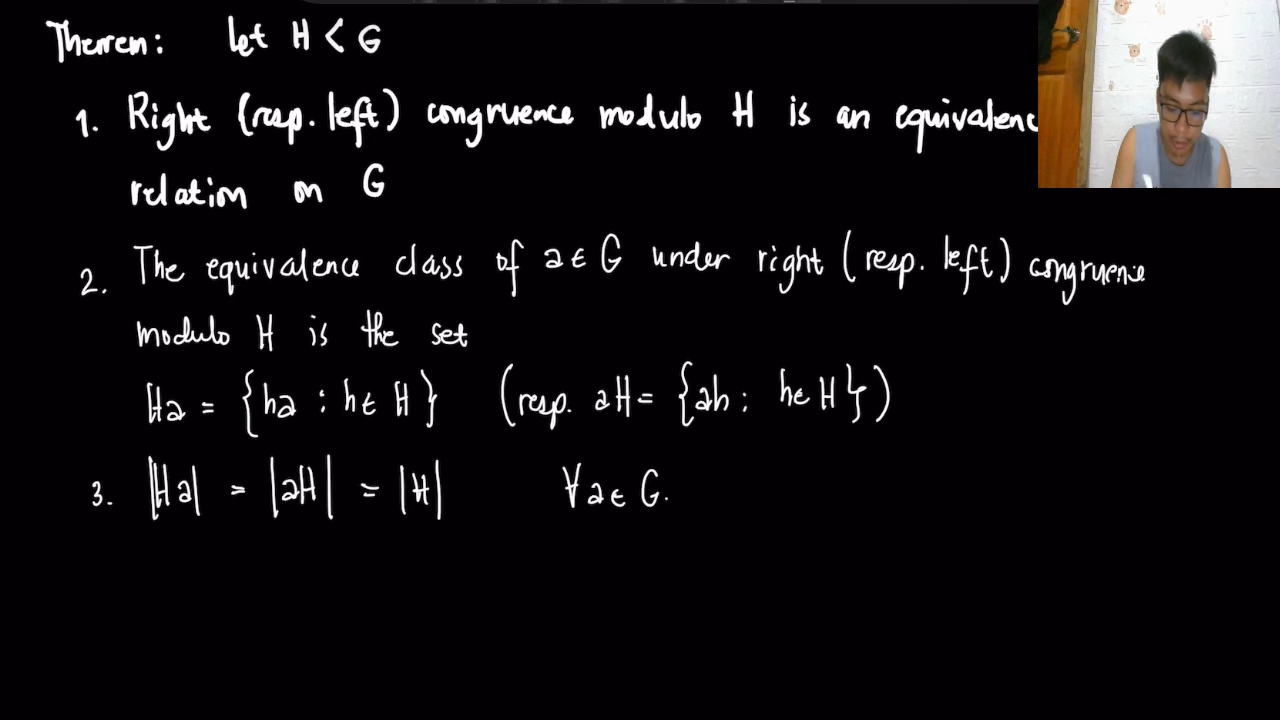 Theorem: Let H < G
1. Right (resp. left) congruence modulo H is an equivalenc
relation on G
2. The equivalence class of a ∈ G under right (resp. left) congruence
modulo H is the set
Ha = {ha : h ∈ H} (resp. aH = {ah : h ∈ H})
3. |Ha| = |aH| = |H| ∀ a ∈ G.